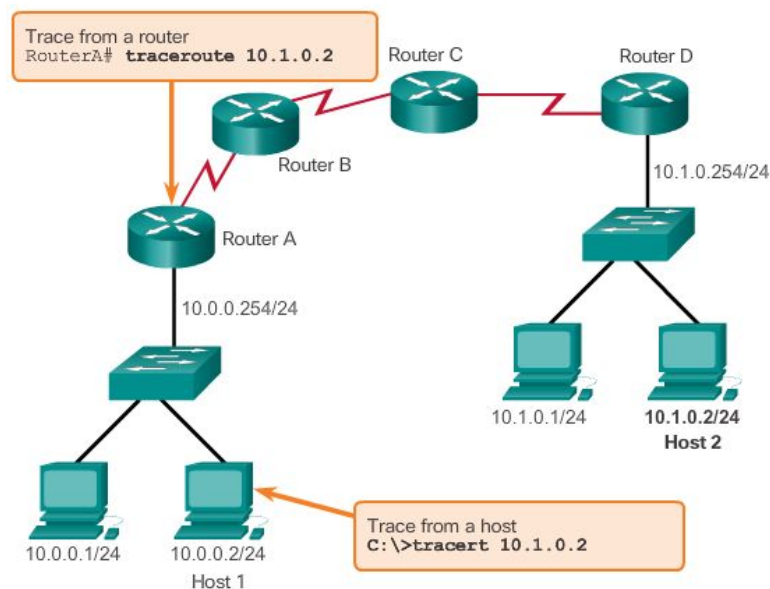 Trace from a router
RouterA# traceroute 10.1.0.2
Router C
Router D
Router B
10.1.0.254/24
Router A
10.0.0.254/24
10.1.0.1/24
10.1.0.2/24
Host 2
Trace from a host
C:\>tracert 10.1.0.2
10.0.0.1/24
10.0.0.2/24
Host 1